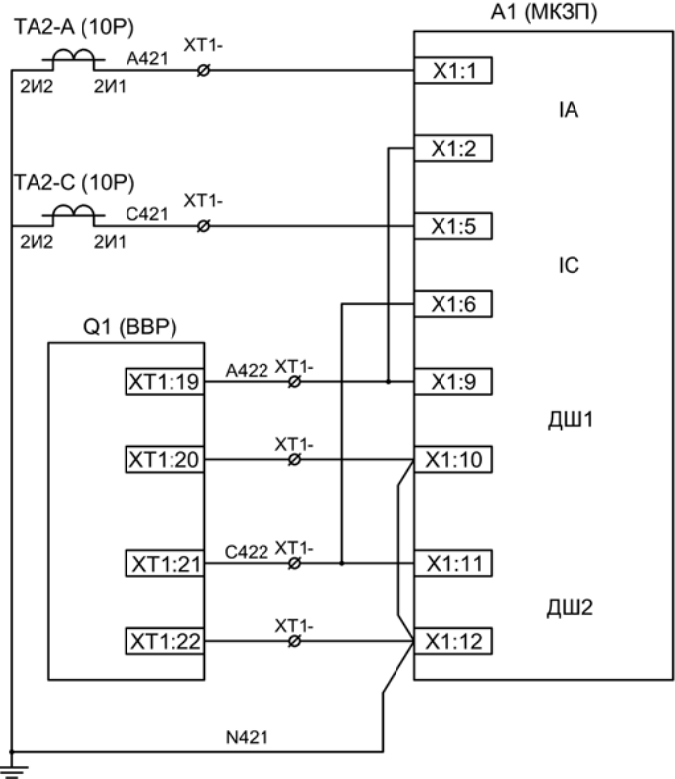 A1 (МКЗП)
TA2-A (10P)
A421
XT1-
2И2
2И1
X1:1
IA
X1:2
TA2-C (10P)
C421
XT1-
2И2
2И1
X1:5
IC
X1:6
Q1 (ВВР)
XT1:19
A422
XT1-
X1:9
ДШ1
XT1:20
XT1-
X1:10
XT1:21
C422
XT1-
X1:11
ДШ2
XT1:22
XT1-
X1:12
N421